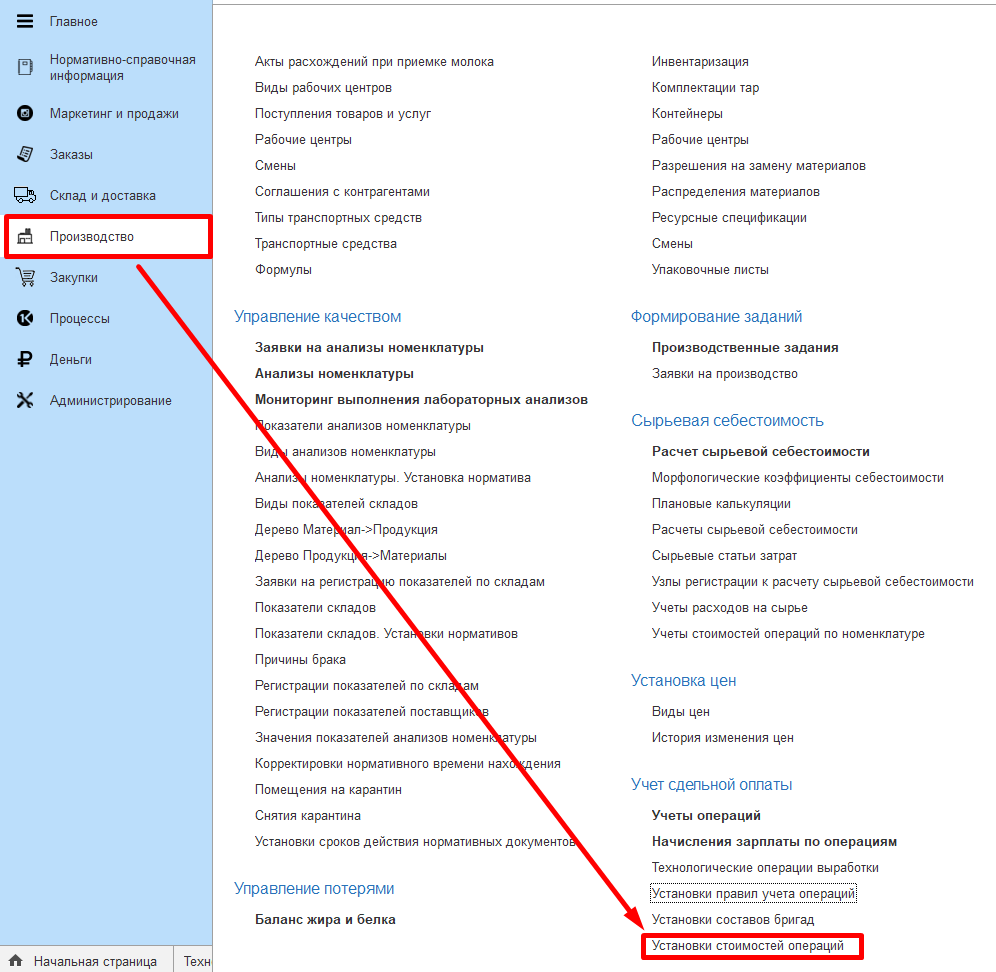 Главное
Нормативно-справочная
информация
Маркетинг и продажи
Заказы
Склад и доставка
Производство
Закупки
Процессы
Деньги
Администрирование
Акты расхождений при приемке молока
Виды рабочих центров
Поступления товаров и услуг
Рабочие центры
Смены
Соглашения с контрагентами
Типы транспортных средств
Транспортные средства
Формулы
Управление качеством
Заявки на анализы номенклатуры
Анализы номенклатуры
Мониторинг выполнения лабораторных анализов
Показатели анализов номенклатуры
Виды анализов номенклатуры
Анализы номенклатуры. Установка норматива
Виды показателей складов
Дерево Материал->Продукция
Дерево Продукция->Материалы
Заявки на регистрацию показателей по складам
Показатели складов
Показатели складов. Установки нормативов
Причины брака
Регистрации показателей по складам
Регистрации показателей поставщиков
Значения показателей анализов номенклатуры
Корректировки нормативного времени нахождения
Помещения на карантин
Снятия карантина
Установки сроков действия нормативных документов
Управление потерями
Баланс жира и белка
Инвентаризация
Комплектации тар
Контейнеры
Рабочие центры
Разрешения на замену материалов
Распределения материалов
Ресурсные спецификации
Смены
Упаковочные листы
Формирование заданий
Производственные задания
Заявки на производство
Сырьевая себестоимость
Расчет сырьевой себестоимости
Морфологические коэффициенты себестоимости
Плановые калькуляции
Расчеты сырьевой себестоимости
Сырьевые статьи затрат
Узлы регистрации к расчету сырьевой себестоимости
Учеты расходов на сырье
Учеты стоимостей операций по номенклатуре
Установка цен
Виды цен
История изменения цен
Учет сдельной оплаты
Учеты операций
Начисления зарплаты по операциям
Технологические операции выработки
Установки правил учета операций
Установки составов бригад
Установки стоимостей операций
Начальная страница
Техн